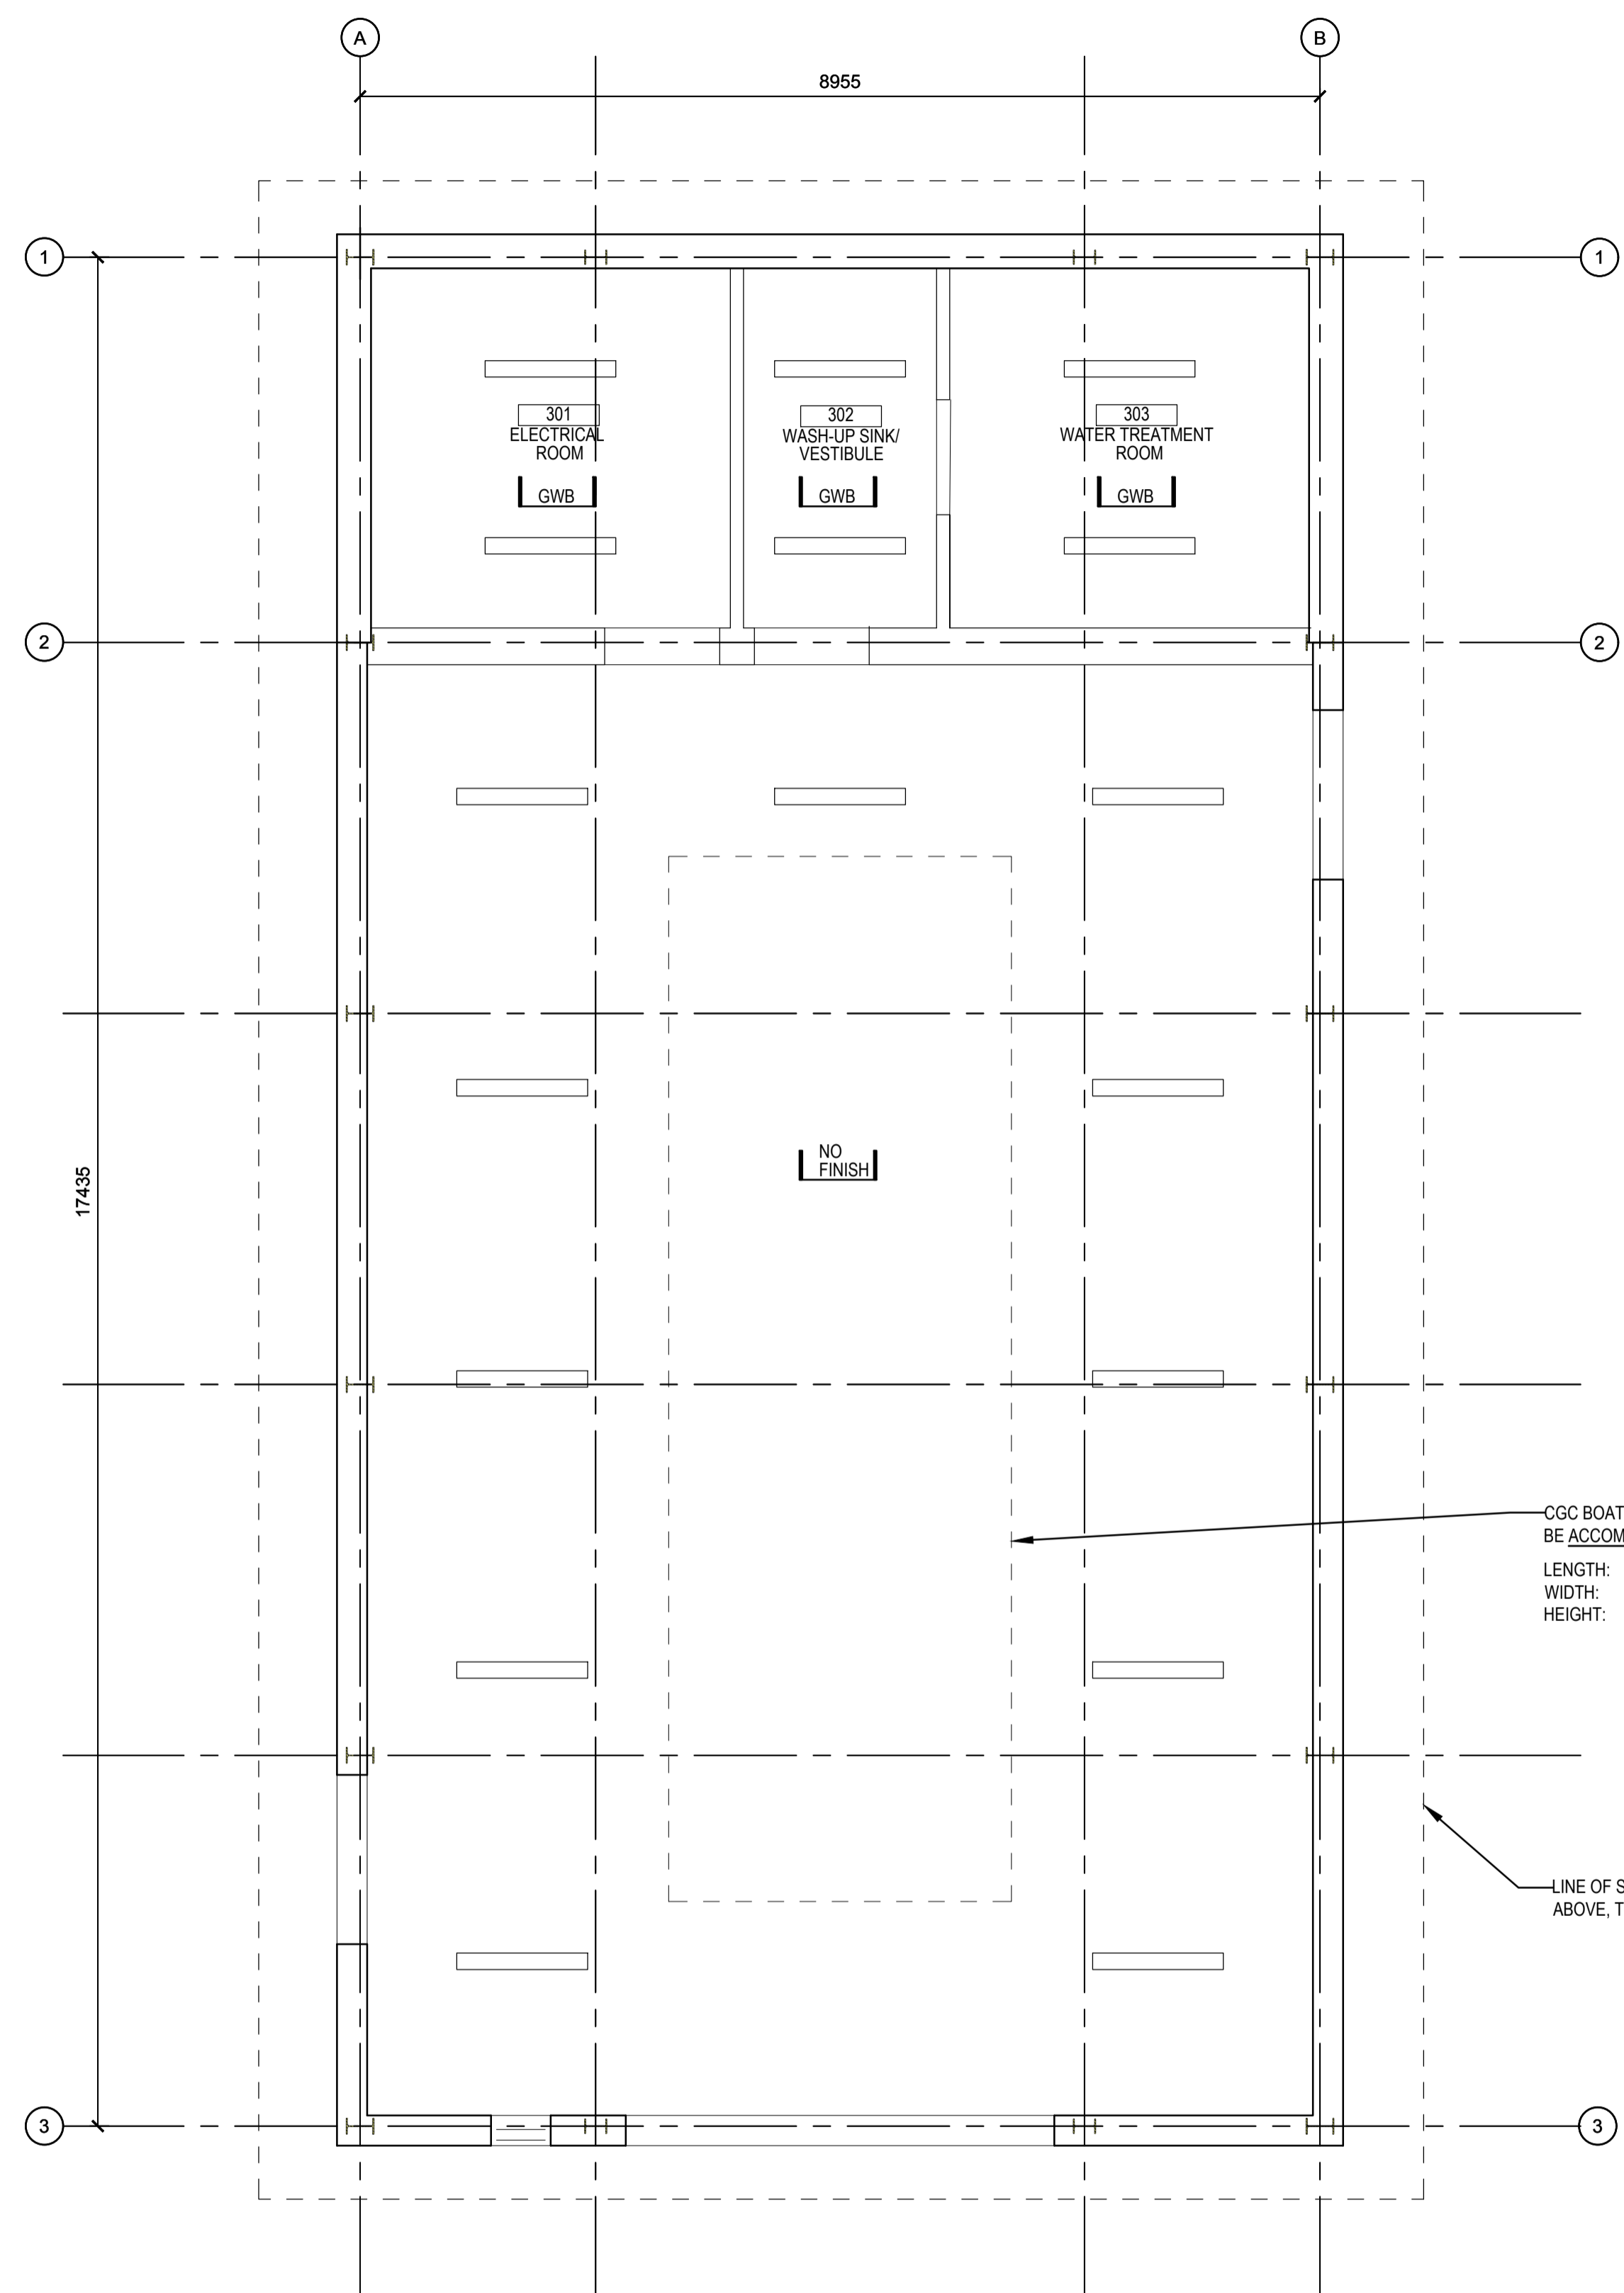 A
B
8955
1
1
301
ELECTRICAL
ROOM
GWB
302
WASH-UP SINK/
VESTIBULE
GWB
303
WATER TREATMENT
ROOM
GWB
2
2
NO
FINISH
17435
CGC BOAT
BE ACCOM
LENGTH:
WIDTH:
HEIGHT:
LINE OF S
ABOVE, T
3
3